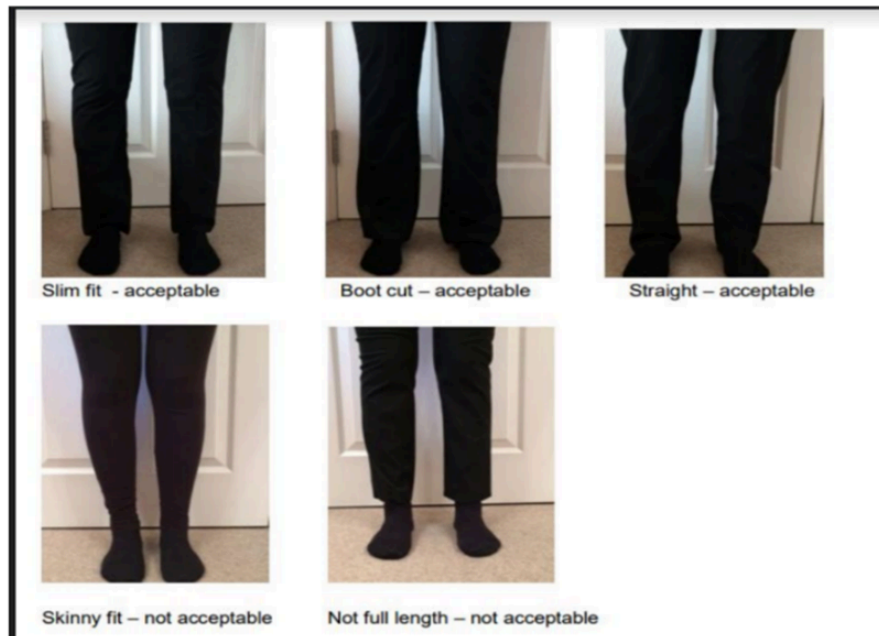 Slim fit - acceptable
Boot cut – acceptable
Straight – acceptable
Skinny fit – not acceptable
Not full length – not acceptable